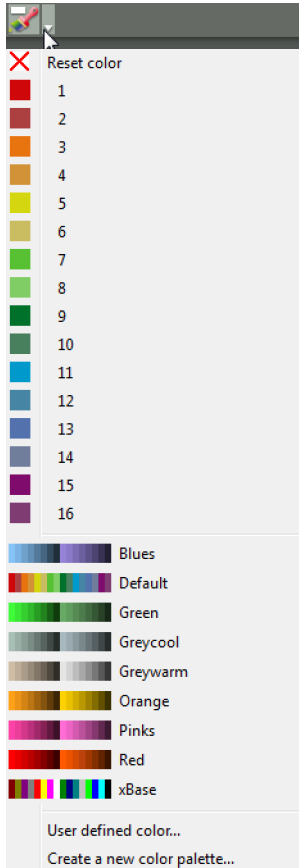 Reset color
1
2
3
4
5
6
7
8
9
10
11
12
13
14
15
16
Blues
Default
Green
Greycool
Greywarm
Orange
Pinks
Red
xBase
User defined color...
Create a new color palette...